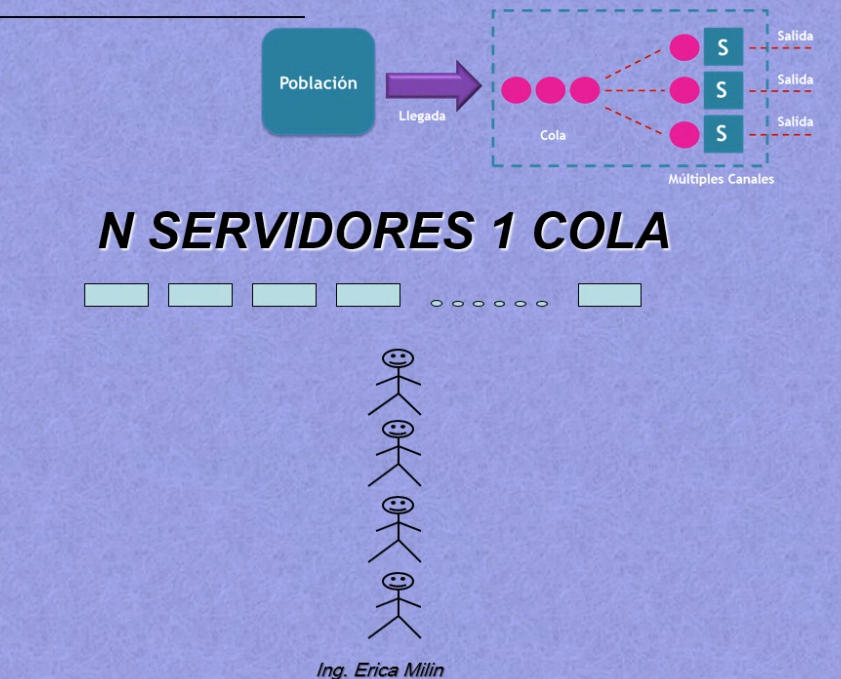 Población
Llegada
Cola
S
Salida
S
Salida
S
Salida
Múltiples Canales
N SERVIDORES 1 COLA
Ing. Erica Milin